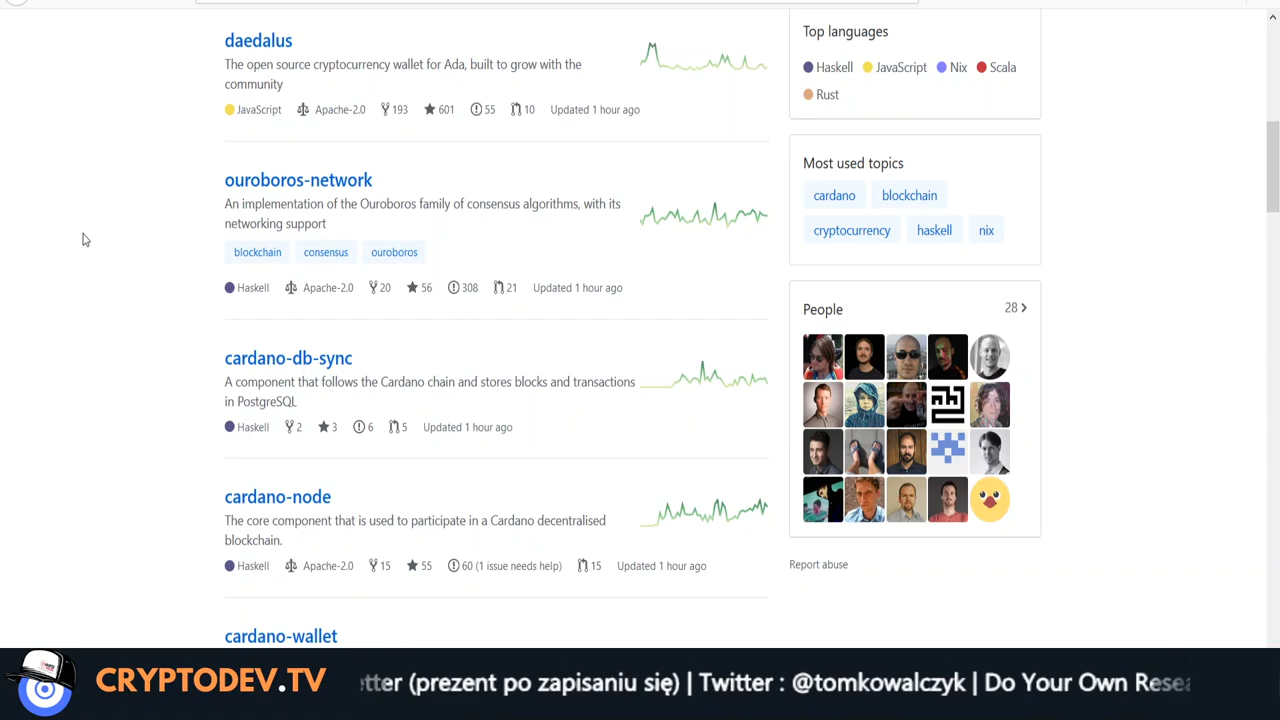 daedalus
The open source cryptocurrency wallet for Ada, built to grow with the
community
JavaScript Apache-2.0 193 601 55 10 Updated 1 hour ago
ouroboros-network
An implementation of the Ouroboros family of consensus algorithms, with its
networking support
blockchain consensus ouroboros
Haskell Apache-2.0 20 56 308 21 Updated 1 hour ago
cardano-db-sync
A component that follows the Cardano chain and stores blocks and transactions
in PostgreSQL
Haskell 2 3 6 5 Updated 1 hour ago
cardano-node
The core component that is used to participate in a Cardano decentralised
blockchain.
Haskell Apache-2.0 15 55 60 (1 issue needs help) 15 Updated 1 hour ago
cardano-wallet
Top languages
Haskell JavaScript Nix Scala
Rust
Most used topics
cardano blockchain
cryptocurrency haskell nix
People 28
Report abuse
CRYPTODEV.TV
etter (prezent po zapisaniu się) | Twitter : @tomkowalczyk | Do Your Own Resea